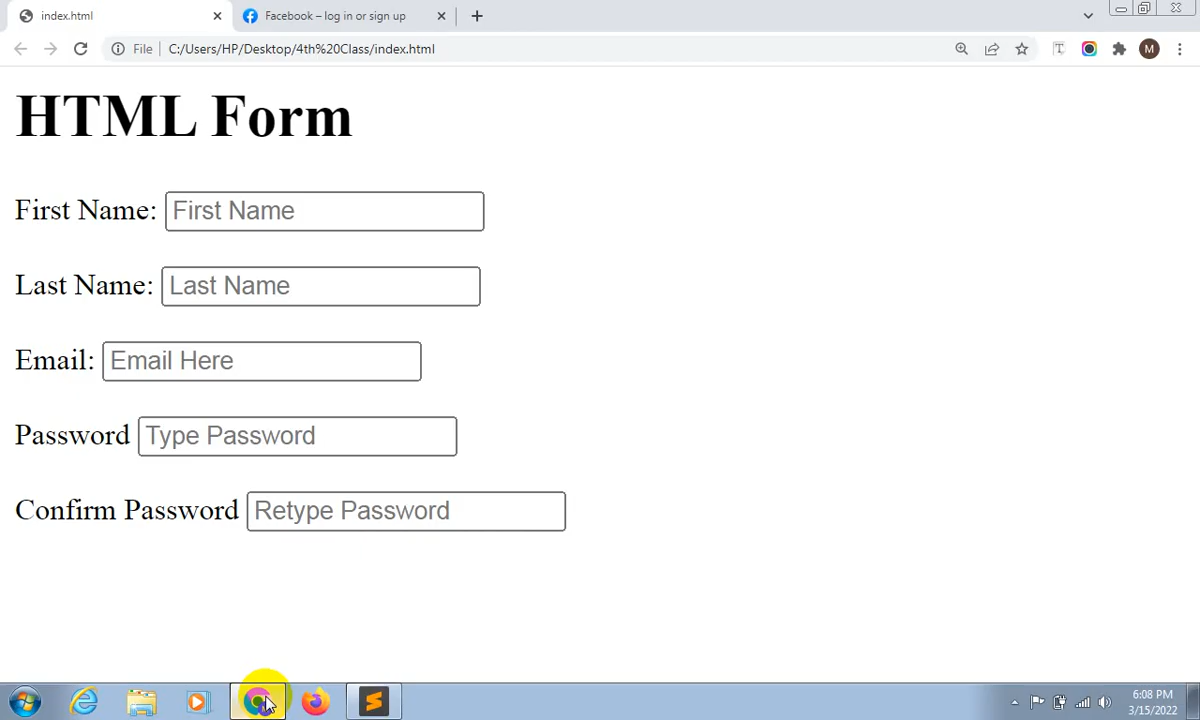 index.html
Facebook – log in or sign up
File
C:/Users/HP/Desktop/4th%20Class/index.html
T
M
HTML Form
First Name: First Name
Last Name: Last Name
Email: Email Here
Password Type Password
Confirm Password Retype Password
6:08 PM
3/15/2022